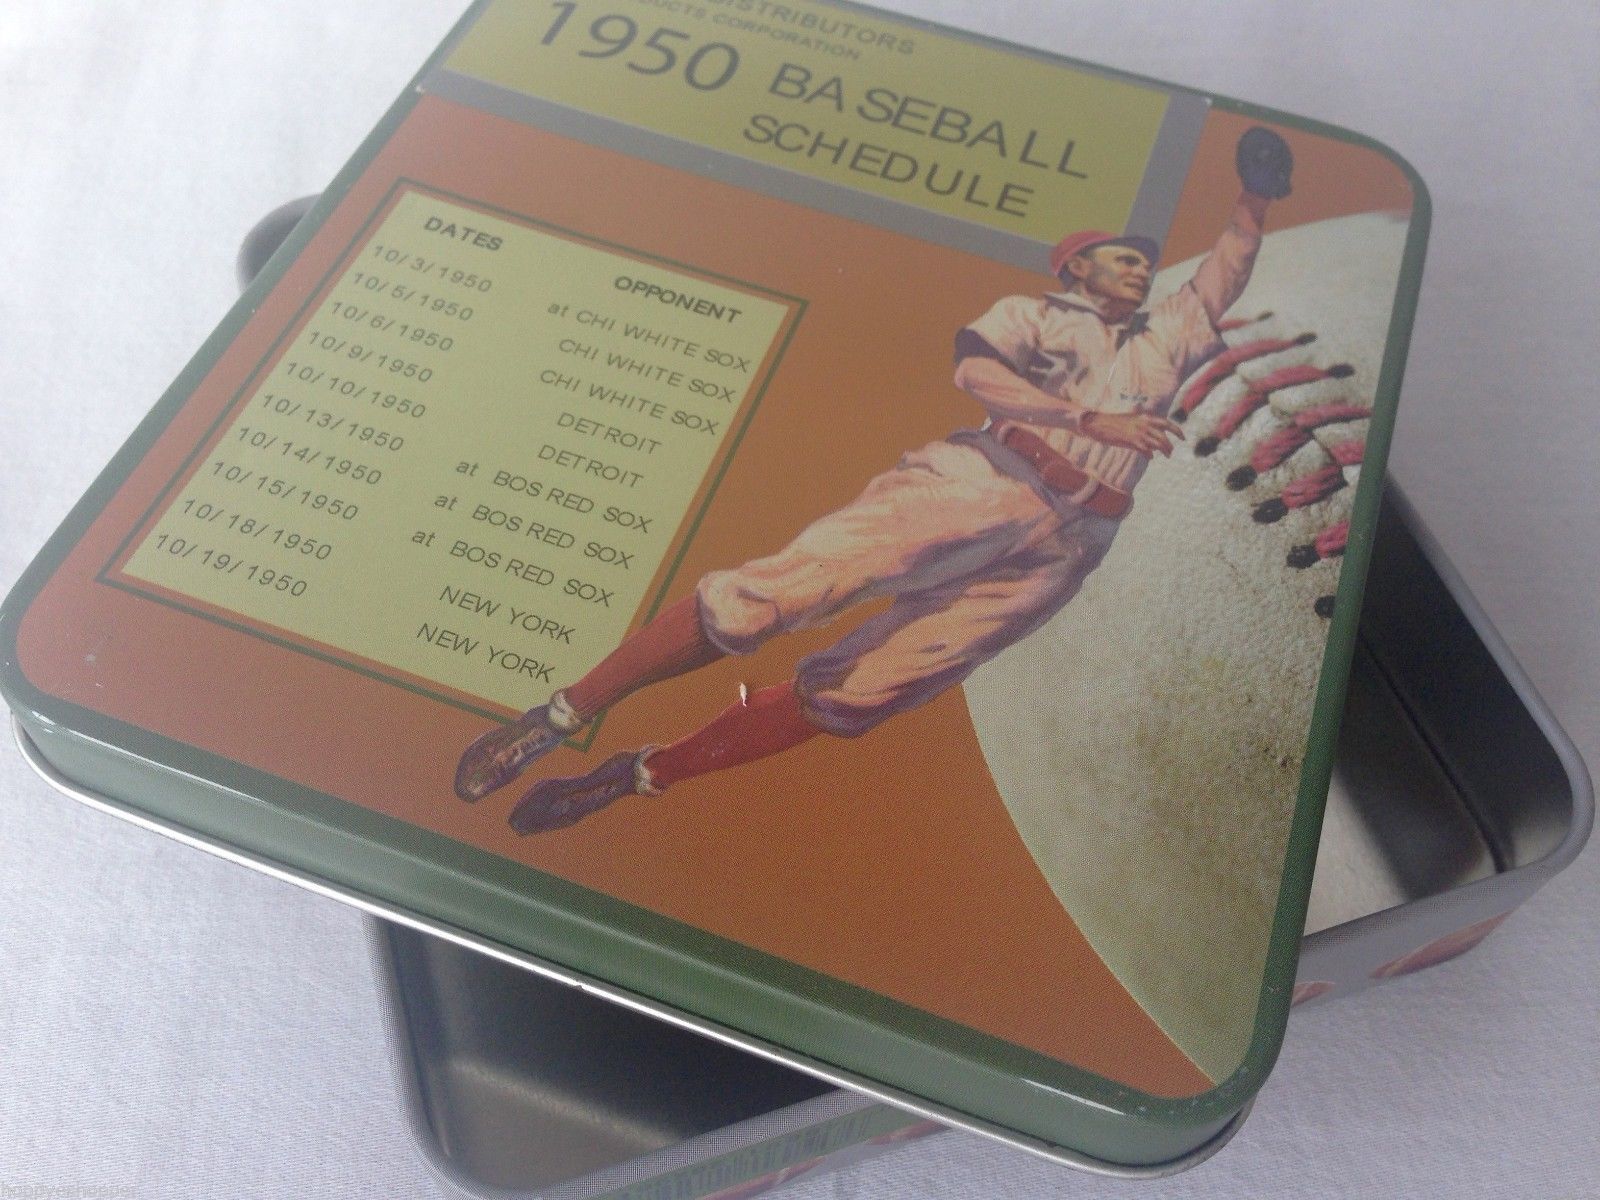 DISTRIBUTORS
CORPORATION
1950 BASEBALL
SCHEDULE
DATES OPPONENT
10/3/1950 at CHI WHITE SOX
10/5/1950 CHI WHITE SOX
10/6/1950 CHI WHITE SOX
10/9/1950 DETROIT
10/10/1950 DETROIT
10/13/1950 at BOS RED SOX
10/14/1950 at BOS RED SOX
10/15/1950 at BOS RED SOX
10/18/1950 NEW YORK
10/19/1950 NEW YORK